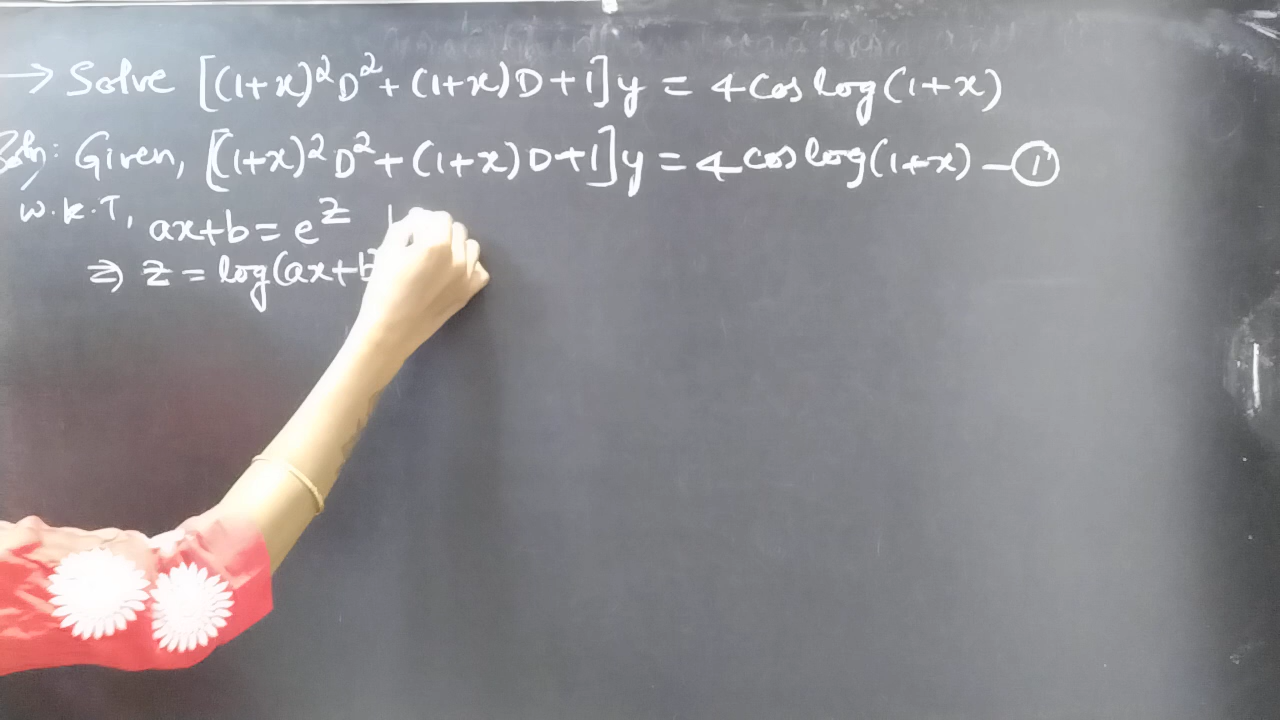 → Solve [(1+x)²D² + (1+x)D + 1]y = 4 cos log(1+x)
Soln: Given, [(1+x)²D² + (1+x)D + 1]y = 4 cos log(1+x) – ①
w.k.T, ax+b = e^z
⇒ z = log(ax+b)